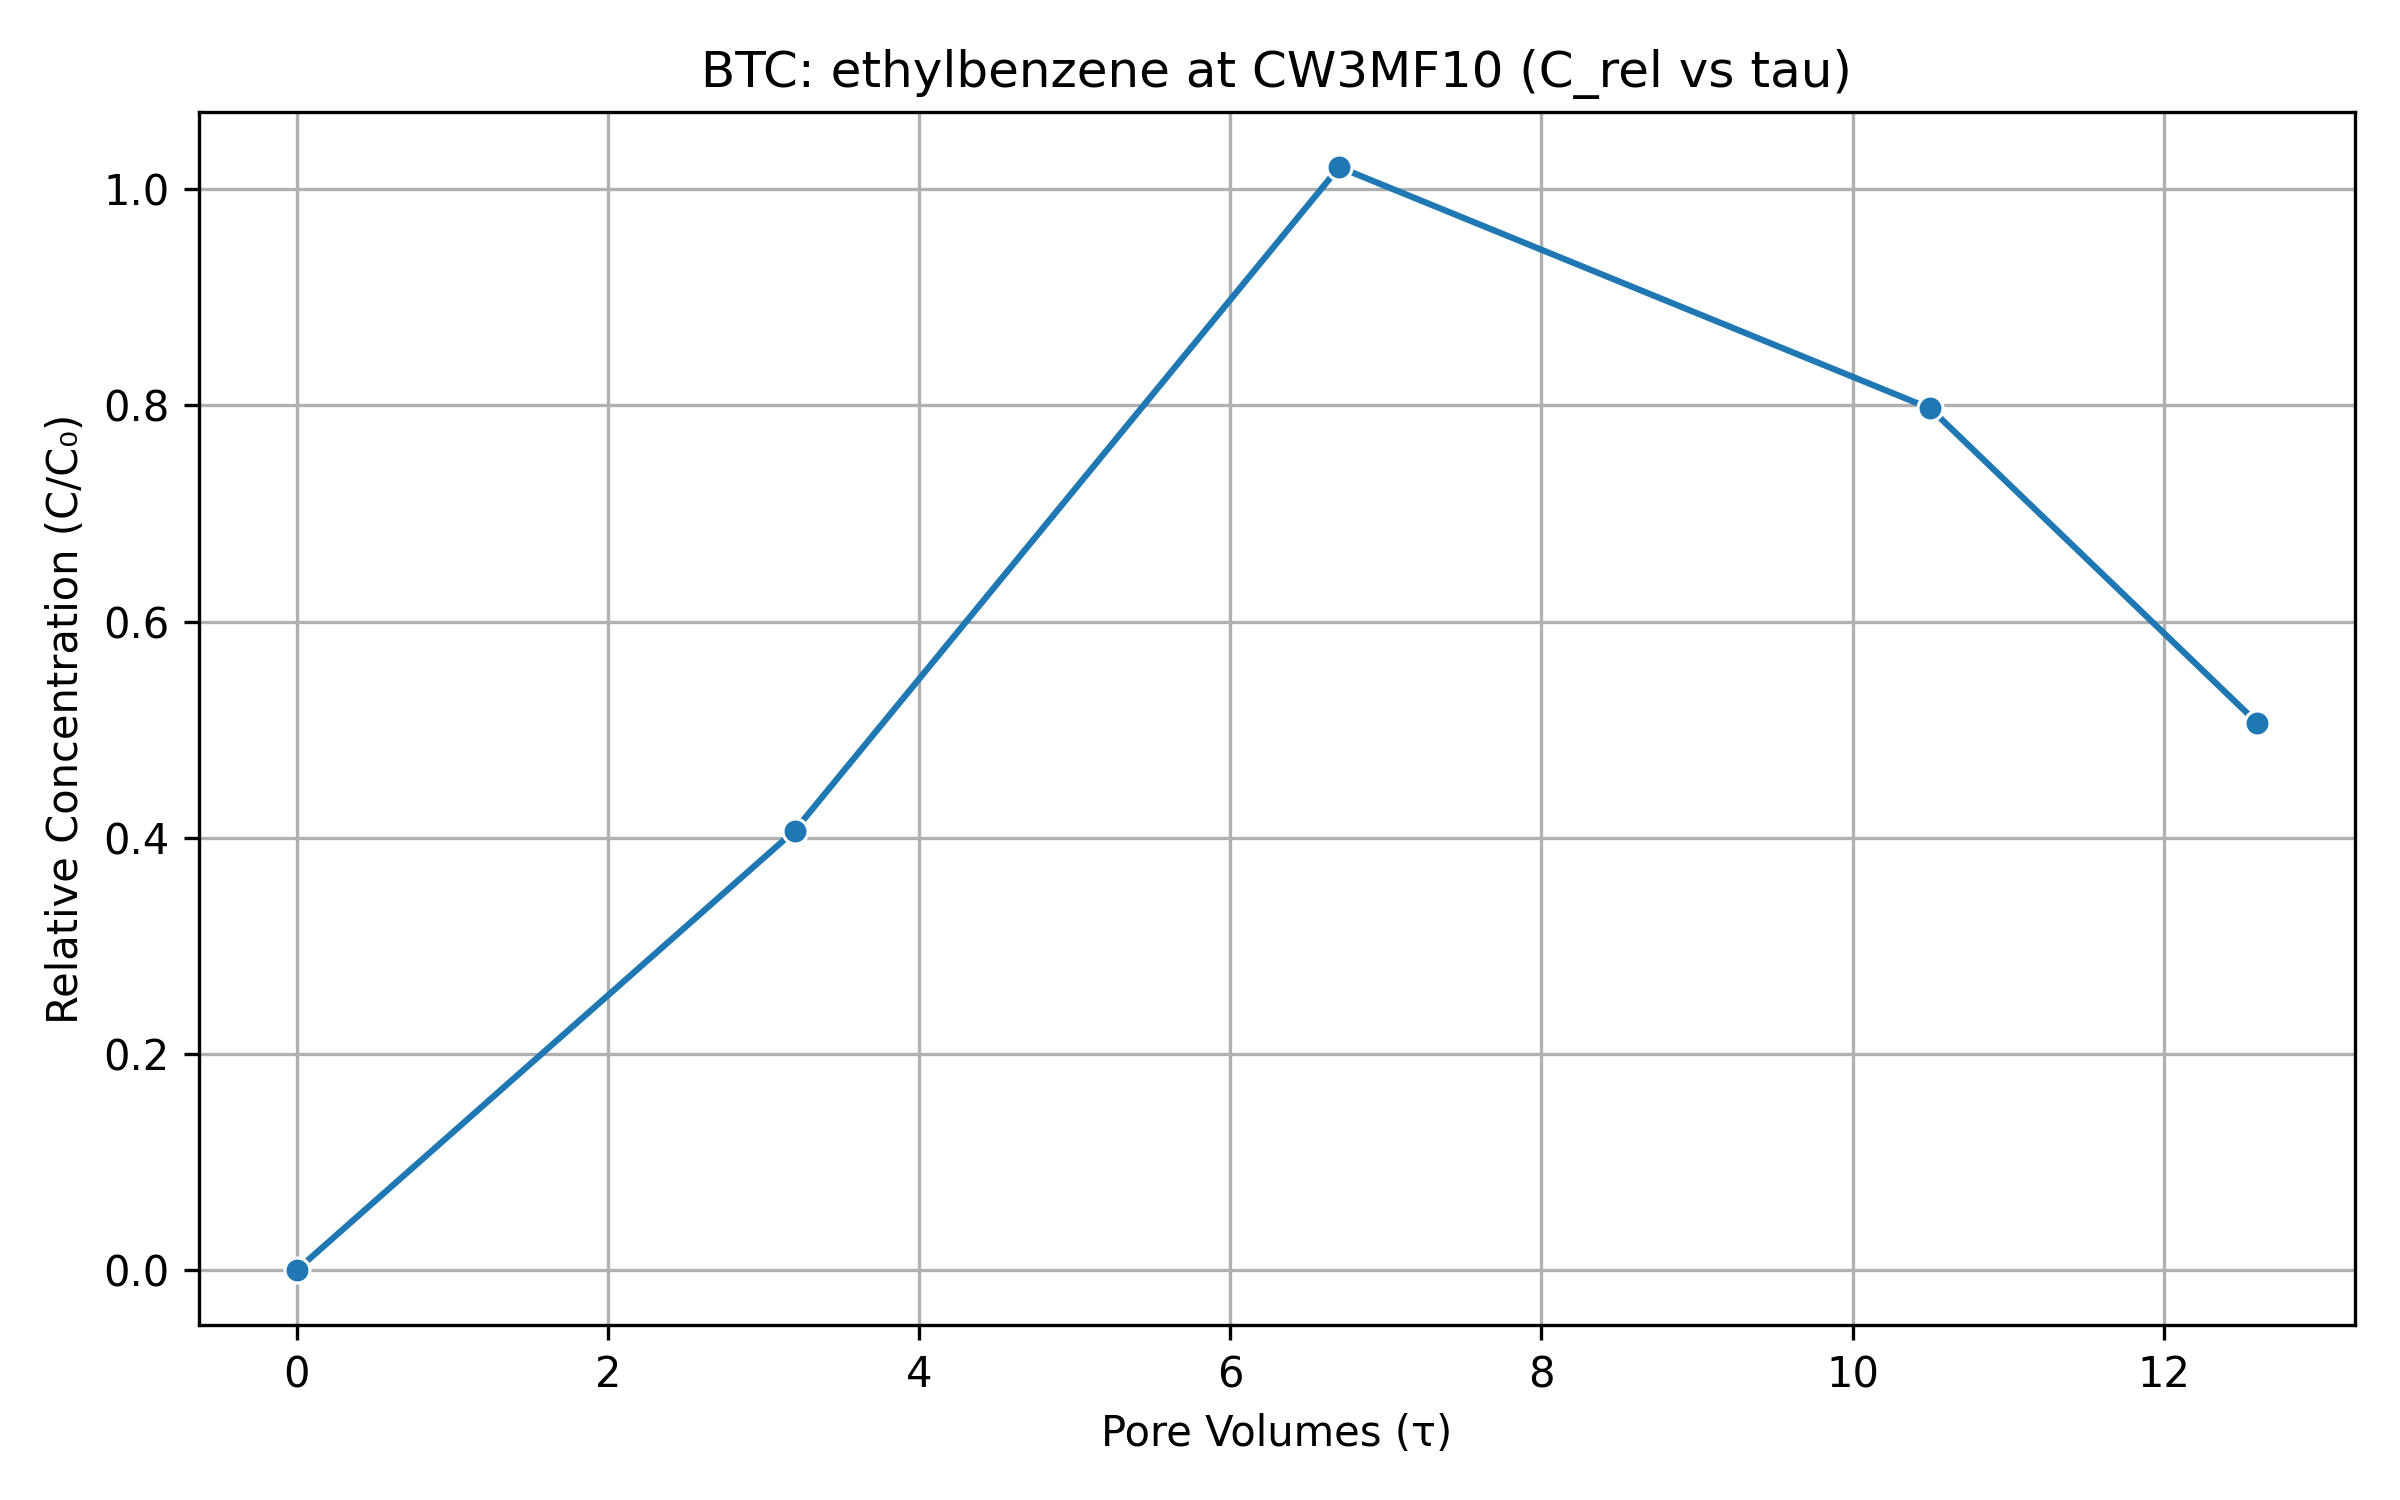 BTC: ethylbenzene at CW3MF10 (C_rel vs tau)
Relative Concentration (C/C₀)
1.0
0.8
0.6
0.4
0.2
0.0
0 2 4 6 8 10 12
Pore Volumes (τ)